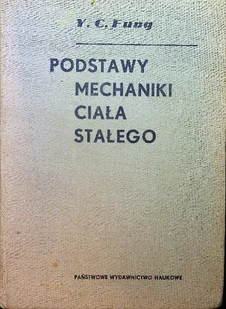 Y. C. Fung
PODSTAWY
MECHANIKI
CIAŁA
STAŁEGO
PAŃSTWOWE WYDAWNICTWO NAUKOWE